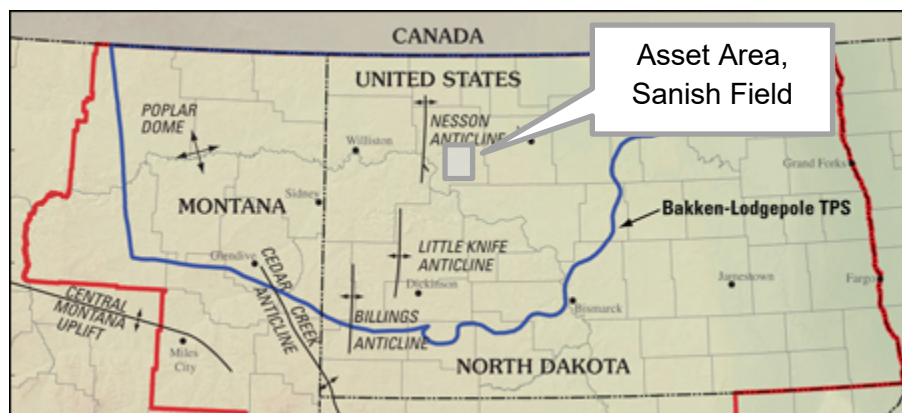 CANADA
UNITED STATES
Asset Area,
Sanish Field
POPLAR
DOME
NESSON
ANTICLINE
Williston
Grand Forks
Sidney
MONTANA
Bakken-Lodgepole TPS
LITTLE KNIFE
ANTICLINE
Glendive
CEDAR CREEK
ANTICLINE
Dickinson
Jamestown
Fargo
CENTRAL
MONTANA
UPLIFT
BILLINGS
ANTICLINE
Bismarck
Miles
City
NORTH DAKOTA